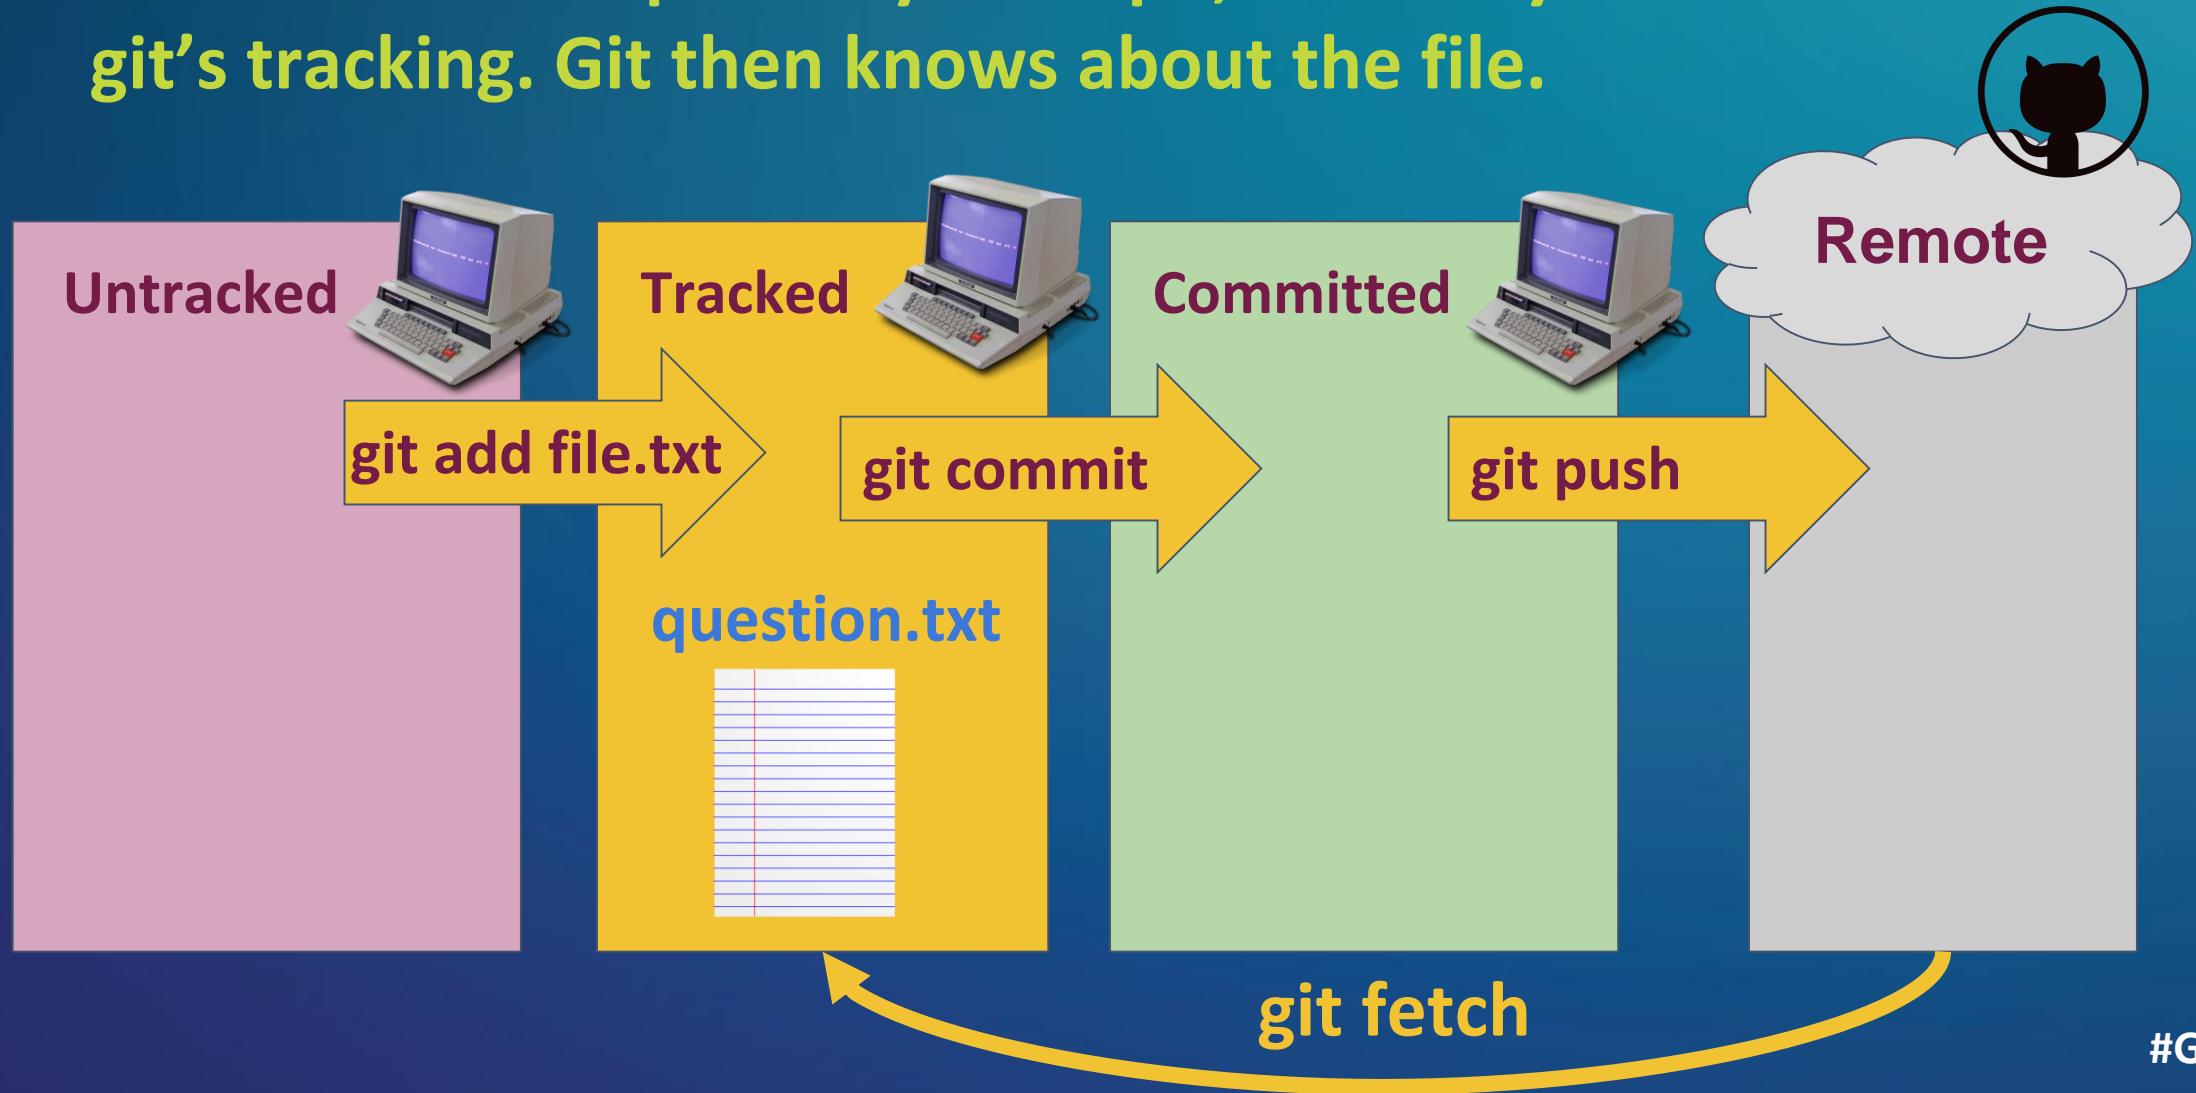 git’s tracking. Git then knows about the file.
Untracked
Tracked
Committed
Remote
git add file.txt
git commit
git push
question.txt
git fetch
#G